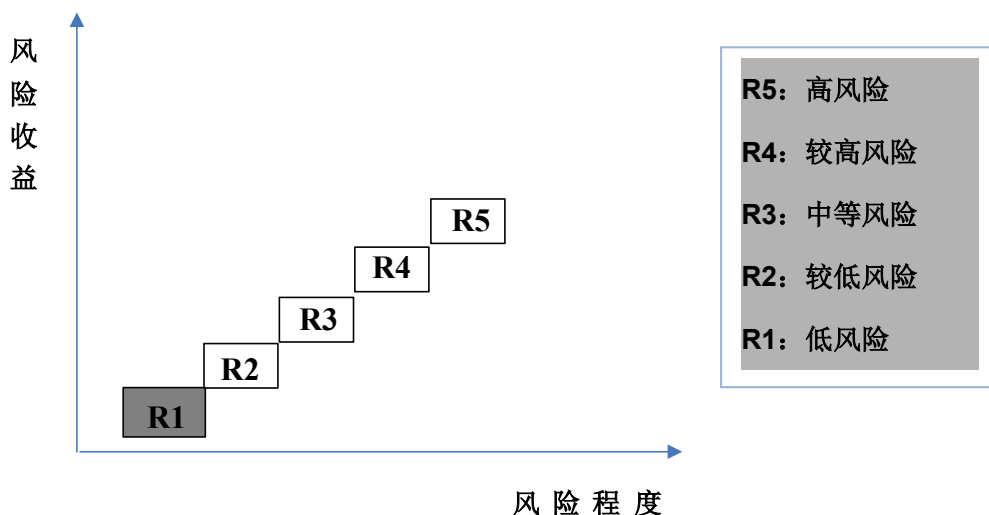 风
险
收
益
R5
R4
R3
R2
R1
风险程度
R5：高风险
R4：较高风险
R3：中等风险
R2：较低风险
R1：低风险